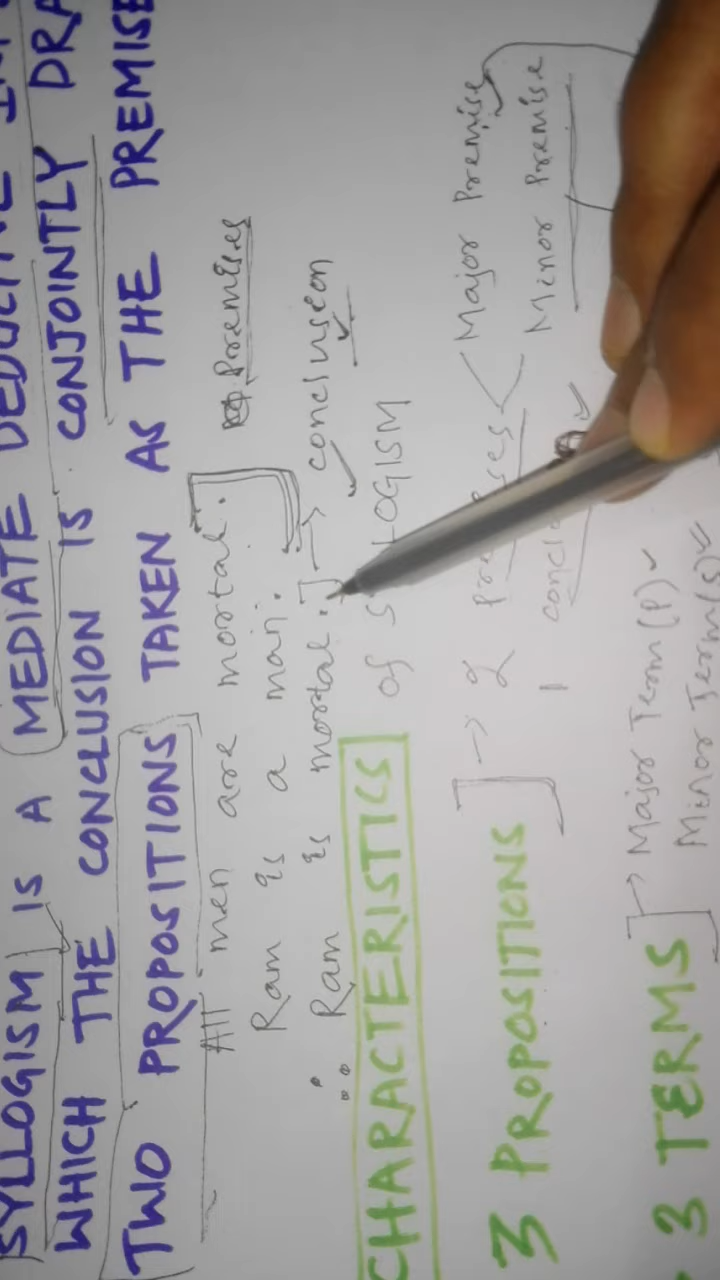 SYLLOGISM IS A MEDIATE DEDUCTIVE
WHICH THE CONCLUSION IS CONJOINTLY
TWO PROPOSITIONS TAKEN AS THE PREMISE
All men are mortal. Premises
Ram is a man.
∴ Ram is mortal. → conclusion
CHARACTERISTICS of
3 PROPOSITIONS → 2 Major Premise
1 Minor Premise
3 TERMS → Major Term (P)
Minor Term (S)